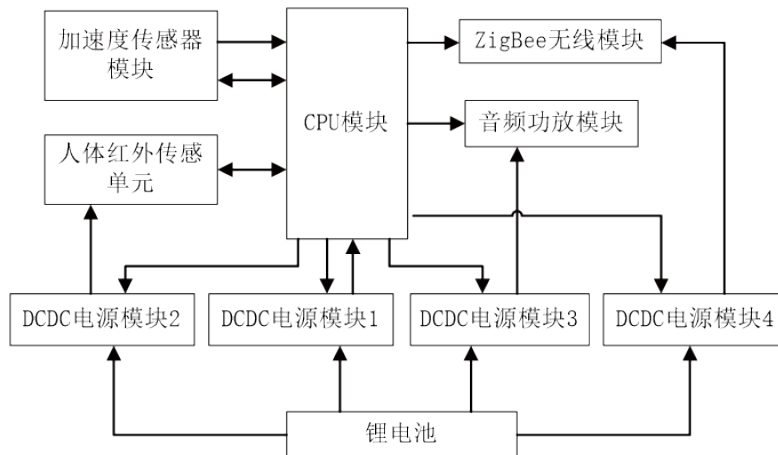 加速度传感器
模块
CPU模块
ZigBee无线模块
音频功放模块
人体红外传感
单元
DCDC电源模块2
DCDC电源模块1
DCDC电源模块3
DCDC电源模块4
锂电池